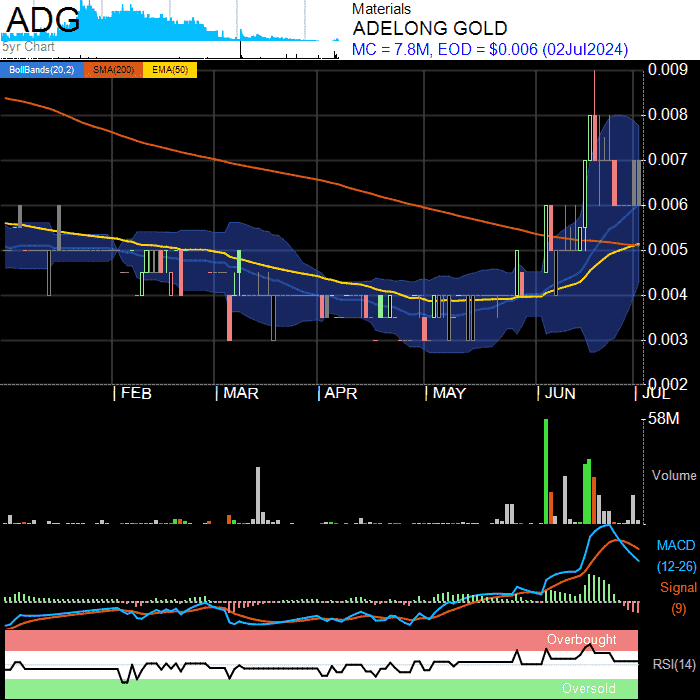 ADG
5yr Chart
Materials
ADELONG GOLD
MC = 7.8M, EOD = $0.006 (02Jul2024)
BollBands(20,2) SMA(200) EMA(50)
0.009
0.008
0.007
0.006
0.005
0.004
0.003
0.002
FEB MAR APR MAY JUN JUL
58M
Volume
MACD
(12-26)
Signal
(9)
Overbought
RSI(14)
Oversold